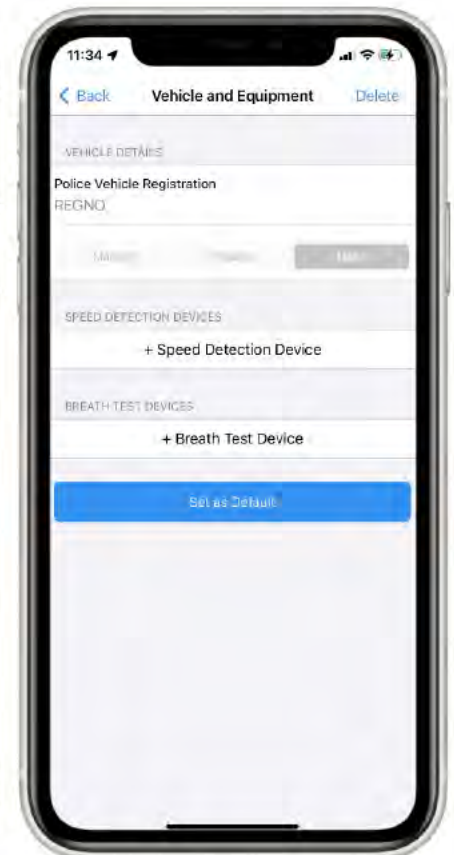 11:34
Back Vehicle and Equipment Delete
VEHICLE DETAILS
Police Vehicle Registration
REGNO
SPEED DETECTION DEVICES
+ Speed Detection Device
BREATH TEST DEVICES
+ Breath Test Device
Set as Default